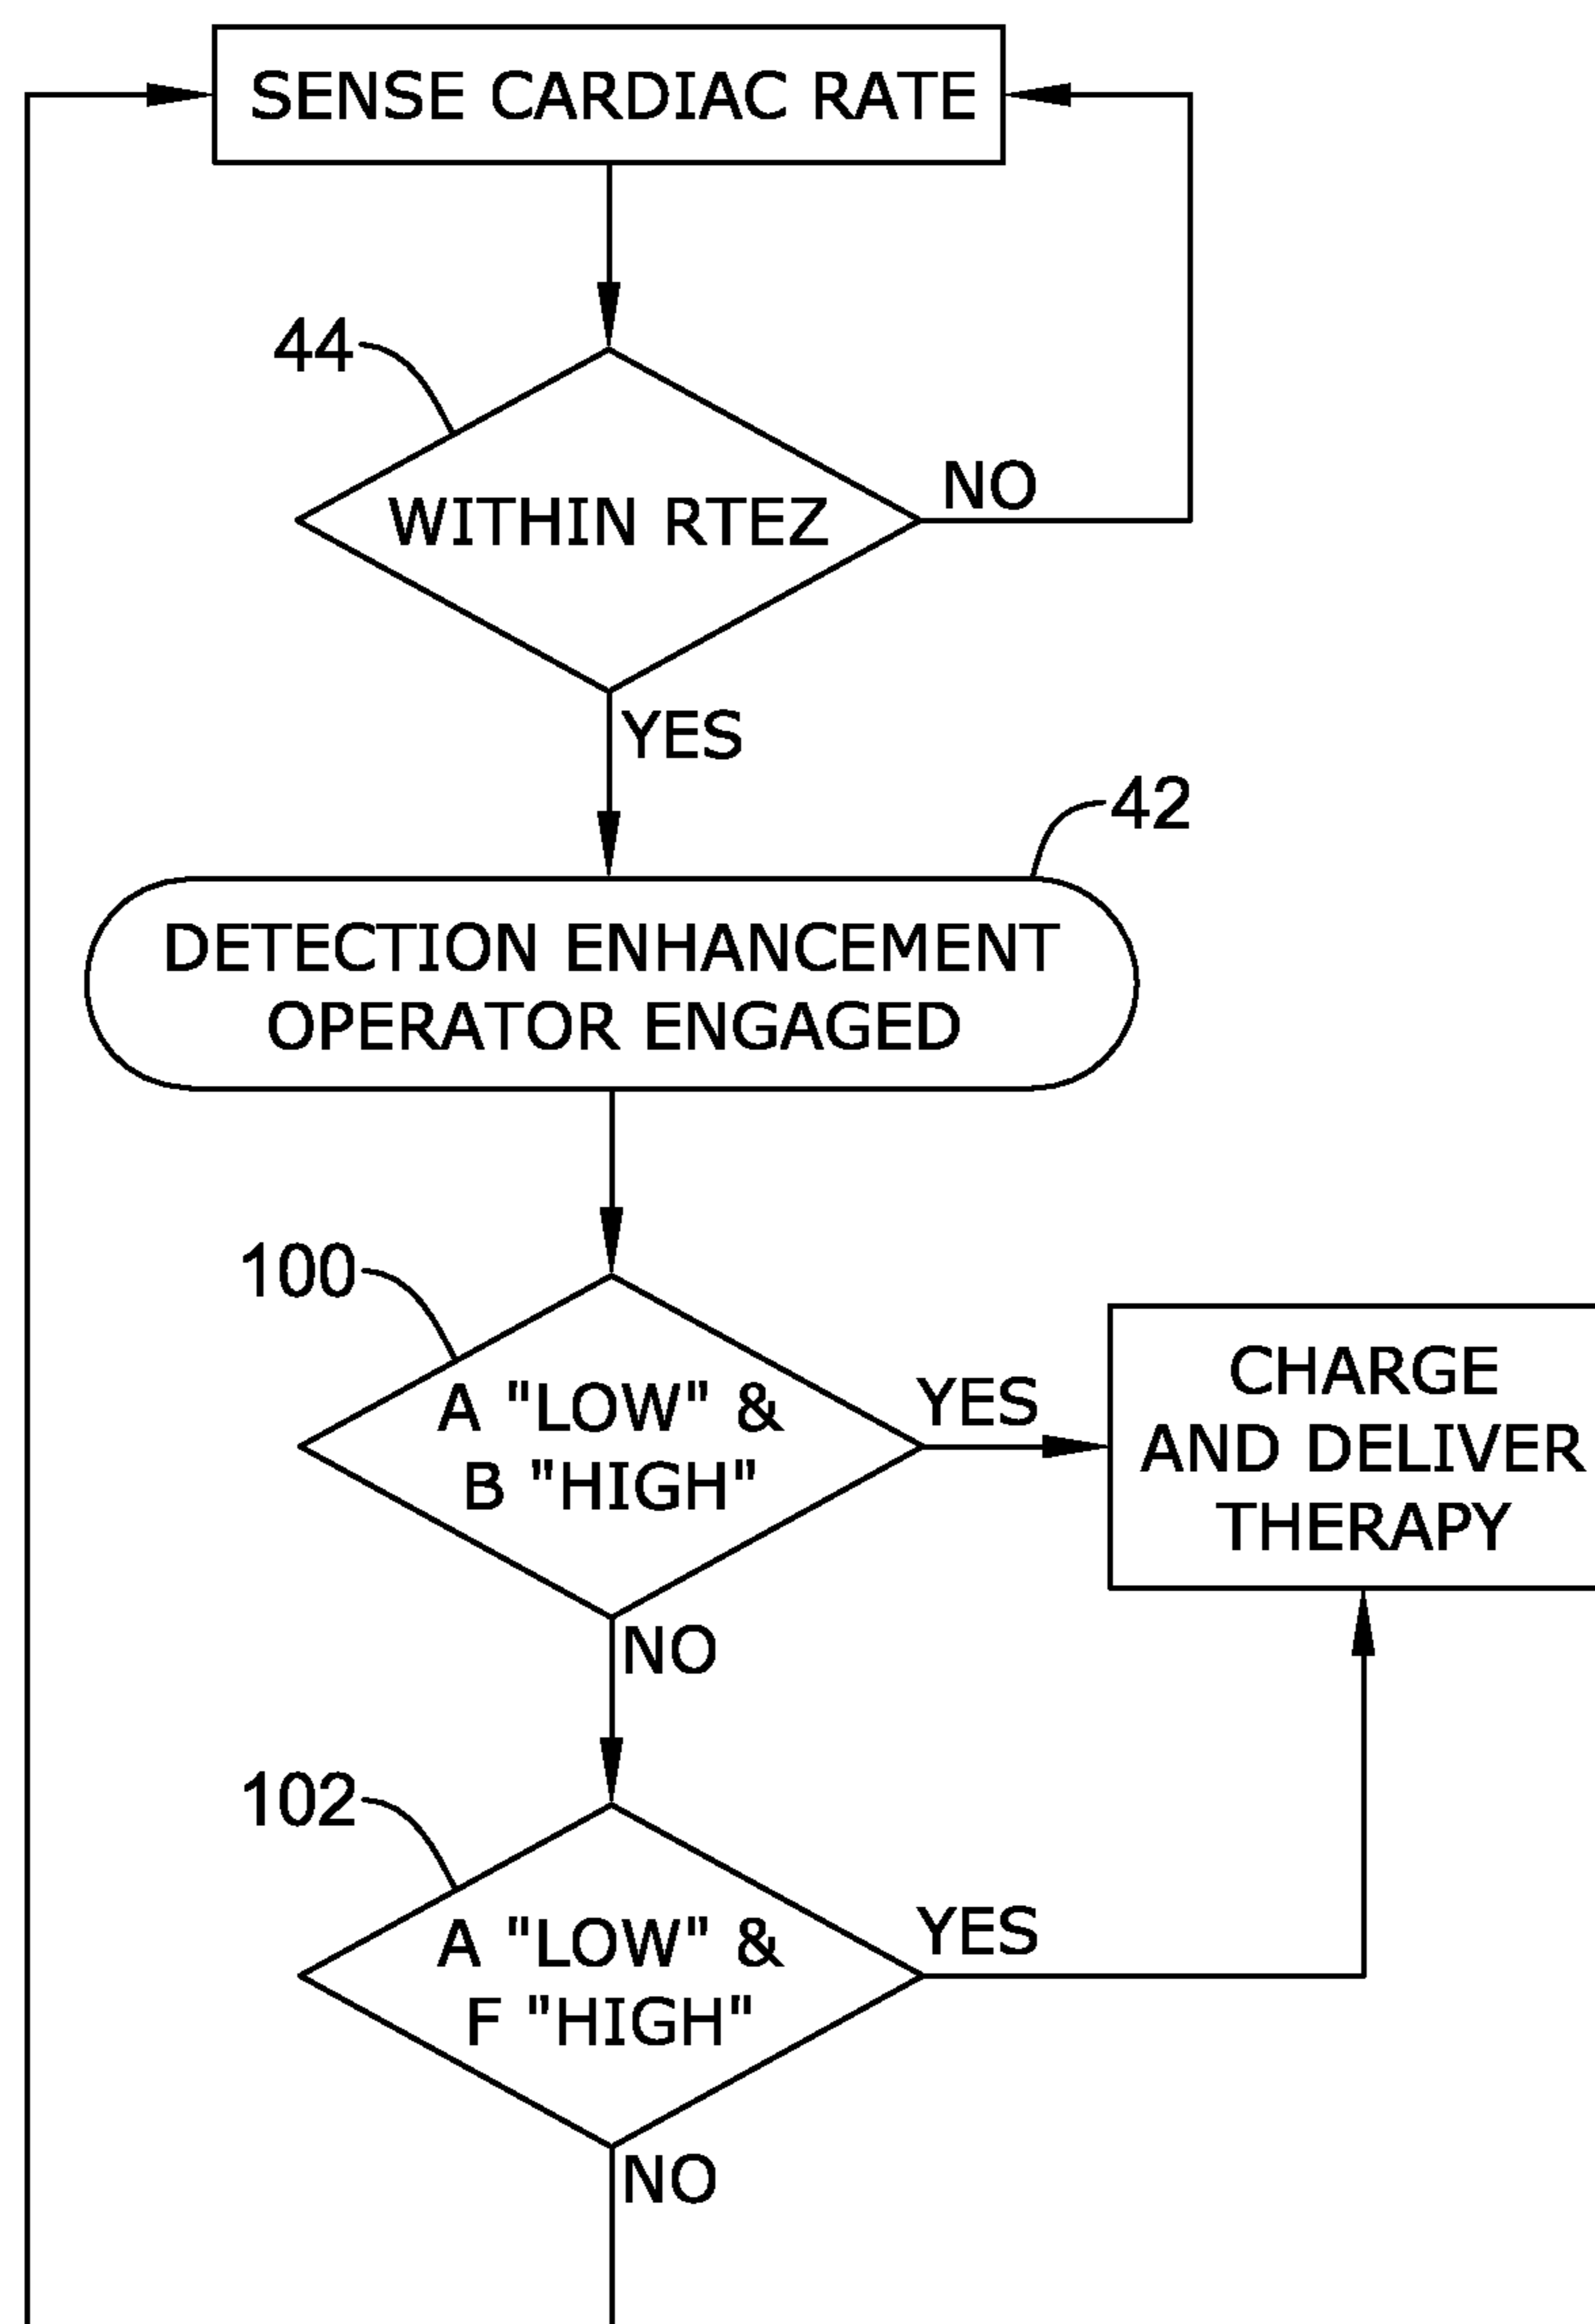 SENSE CARDIAC RATE
44
WITHIN RTEZ
NO
YES
42
DETECTION ENHANCEMENT
OPERATOR ENGAGED
100
A "LOW" &
B "HIGH"
YES
CHARGE
AND DELIVER
THERAPY
NO
102
A "LOW" &
F "HIGH"
YES
NO